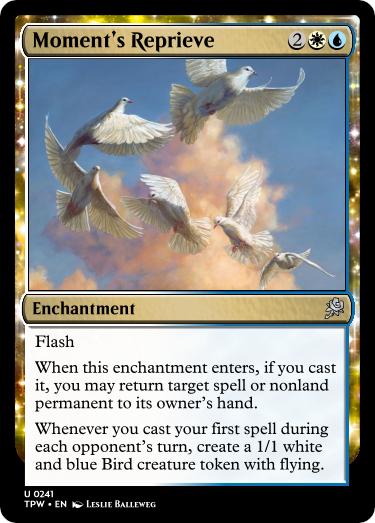 Moment's Reprieve 2
Enchantment
Flash
When this enchantment enters, if you cast
it, you may return target spell or nonland
permanent to its owner's hand.
Whenever you cast your first spell during
each opponent's turn, create a 1/1 white
and blue Bird creature token with flying.
U 0241
TPW • EN Leslie Balleweg